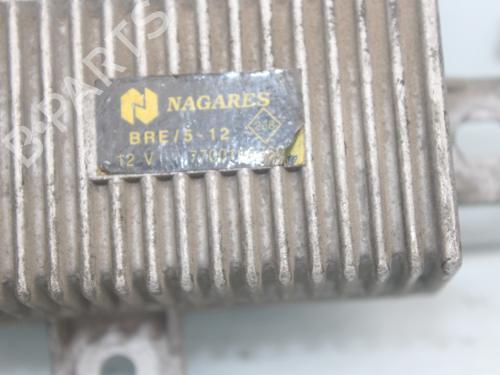 B-PARTS
NAGARES
BRE/5-12
12 V